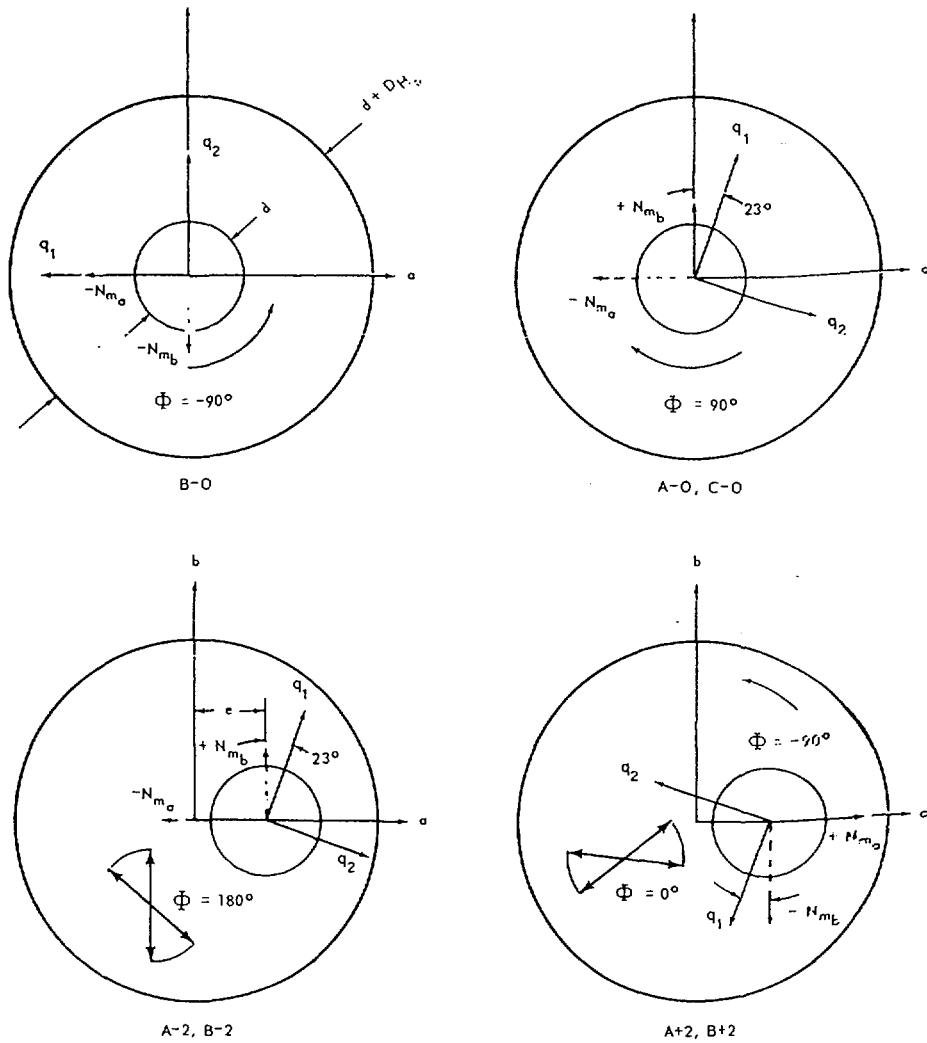 d + DH
q2
d
q1
a
-Nma
-Nmb
Φ = -90°
B-0
q1
+ Nmb
23°
a
- Nma
q2
Φ = 90°
A-0, C-0
b
q1
e
+ Nmb
23°
-Nma
a
q2
Φ = 180°
A-2, B-2
b
Φ = -90°
q2
a
+ Nma
Φ = 0°
q1
- Nmb
A+2, B+2